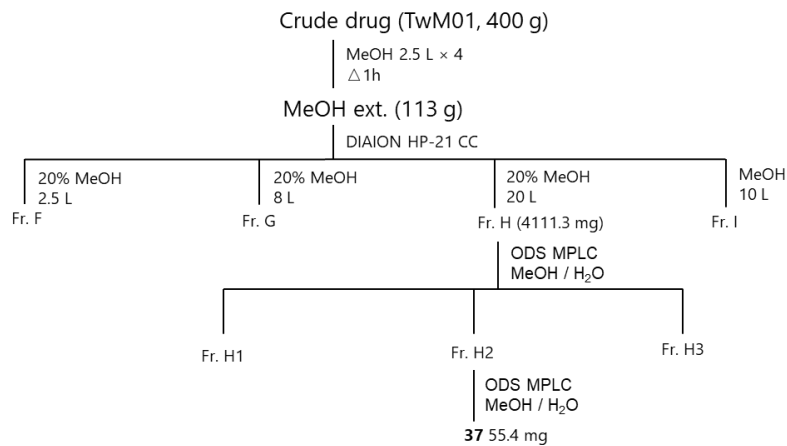 Crude drug (TwM01, 400 g)
MeOH 2.5 L × 4
△1h
MeOH ext. (113 g)
DIAION HP-21 CC
20% MeOH
2.5 L
20% MeOH
8 L
20% MeOH
20 L
MeOH
10 L
Fr. F
Fr. G
Fr. H (4111.3 mg)
Fr. I
ODS MPLC
MeOH / H₂O
Fr. H1
Fr. H2
Fr. H3
ODS MPLC
MeOH / H₂O
37 55.4 mg